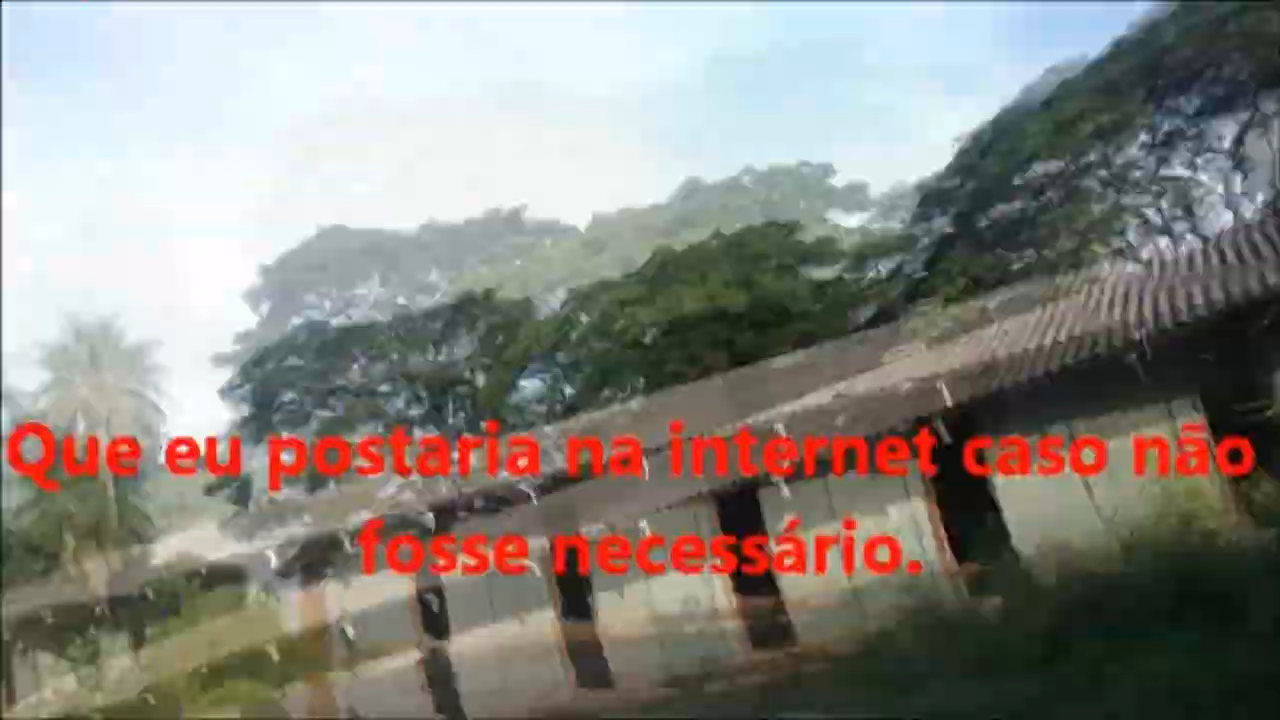 Que eu postaria na internet caso não
fosse necessário.